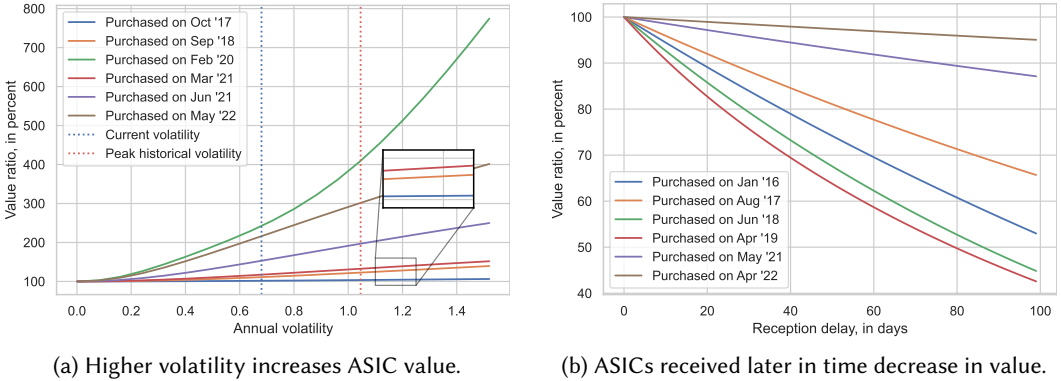 800
700
600
500
400
300
200
100
Value ratio, in percent
Purchased on Oct '17
Purchased on Sep '18
Purchased on Feb '20
Purchased on Mar '21
Purchased on Jun '21
Purchased on May '22
Current volatility
Peak historical volatility
0.0 0.2 0.4 0.6 0.8 1.0 1.2 1.4
Annual volatility
(a) Higher volatility increases ASIC value.
100
90
80
70
60
50
40
Value ratio, in percent
Purchased on Jan '16
Purchased on Aug '17
Purchased on Jun '18
Purchased on Apr '19
Purchased on May '21
Purchased on Apr '22
0 20 40 60 80 100
Reception delay, in days
(b) ASICs received later in time decrease in value.